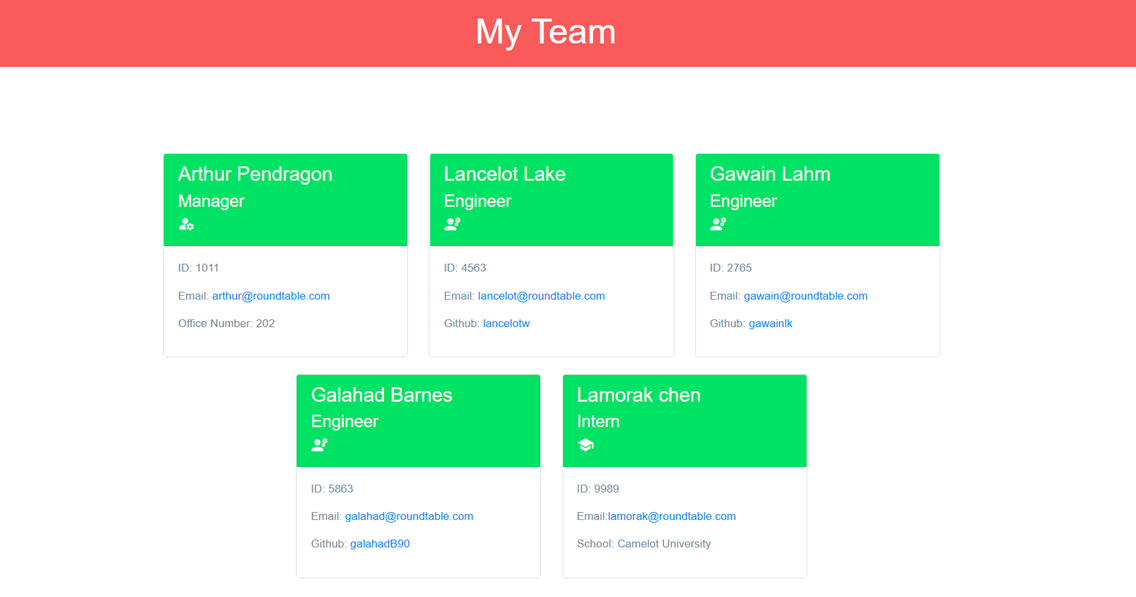 My Team
Arthur Pendragon
Manager
ID: 1011
Email: arthur@roundtable.com
Office Number: 202
Lancelot Lake
Engineer
ID: 4563
Email: lancelot@roundtable.com
Github: lancelotw
Gawain Lahm
Engineer
ID: 2765
Email: gawain@roundtable.com
Github: gawainlk
Galahad Barnes
Engineer
ID: 5863
Email: galahad@roundtable.com
Github: galahadB90
Lamorak chen
Intern
ID: 9989
Email:lamorak@roundtable.com
School: Camelot University